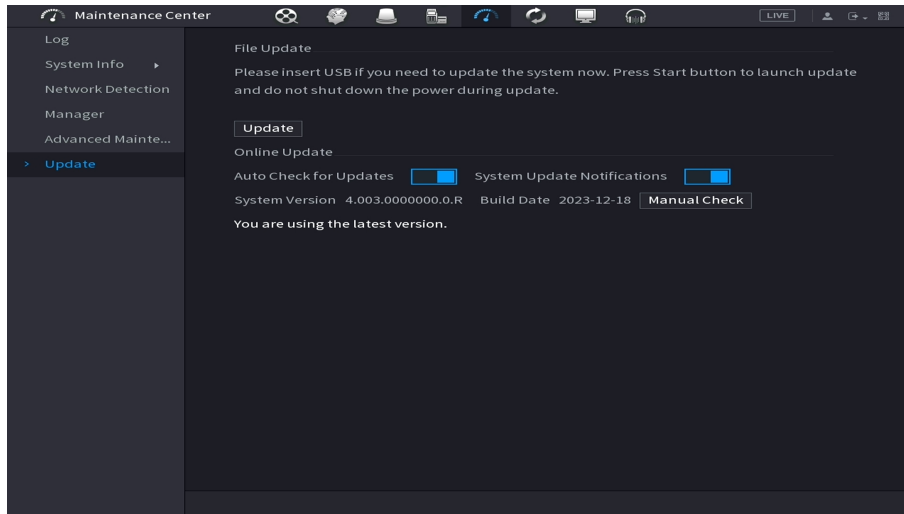 Maintenance Center
LIVE
Log
System Info
Network Detection
Manager
Advanced Mainte...
Update
File Update
Please insert USB if you need to update the system now. Press Start button to launch update
and do not shut down the power during update.
Update
Online Update
Auto Check for Updates System Update Notifications
System Version 4.003.0000000.0.R Build Date 2023-12-18 Manual Check
You are using the latest version.